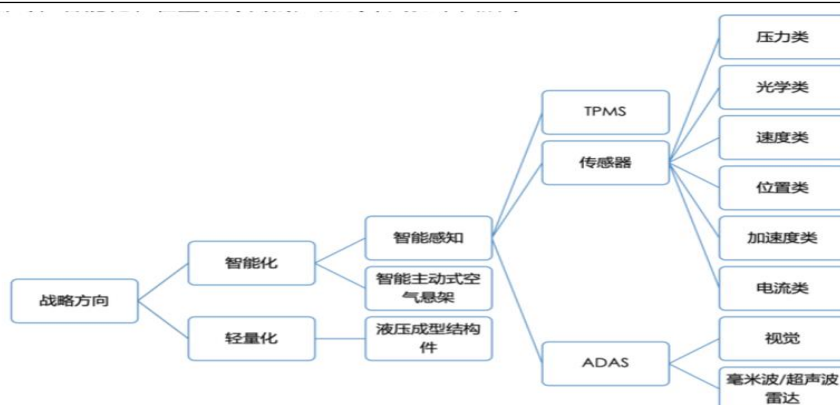 压力类
光学类
TPMS
速度类
传感器
位置类
智能感知
加速度类
智能化
智能主动式空
气悬架
电流类
战略方向
轻量化
液压成型结构
件
视觉
ADAS
毫米波/超声波
雷达